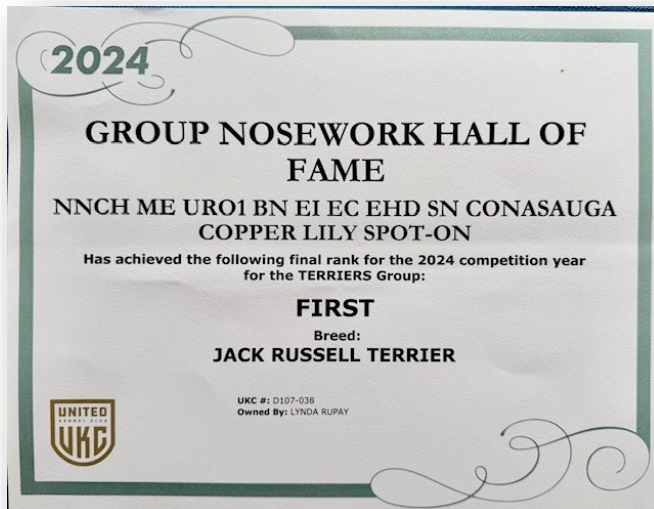 2024
GROUP NOSEWORK HALL OF
FAME
NNCH ME URO1 BN EI EC EHD SN CONASAUGA
COPPER LILY SPOT-ON
Has achieved the following final rank for the 2024 competition year
for the TERRIERS Group:
FIRST
Breed:
JACK RUSSELL TERRIER
UKC #: D107-038
Owned By: LYNDA RUPAY
UNITED
KENNEL CLUB
UKC